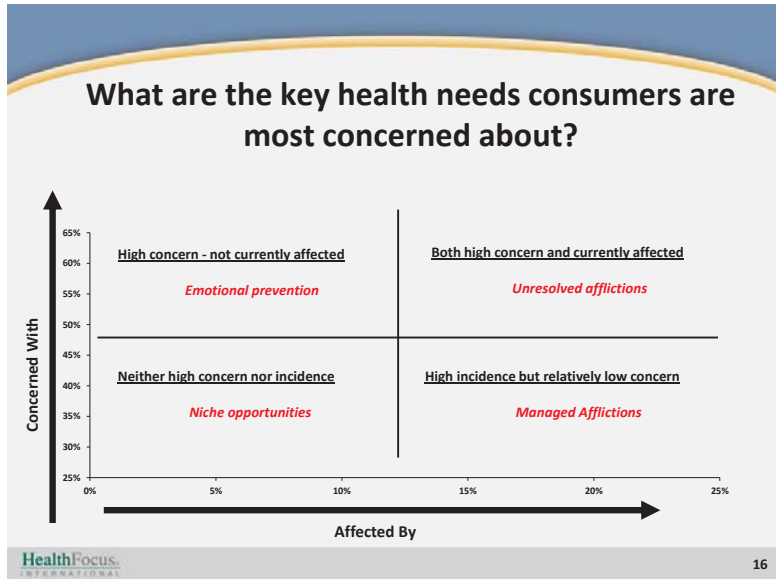 What are the key health needs consumers are
most concerned about?
Concerned With
65%
60%
55%
50%
45%
40%
35%
30%
25%
High concern - not currently affected
Emotional prevention
Both high concern and currently affected
Unresolved afflictions
Neither high concern nor incidence
Niche opportunities
High incidence but relatively low concern
Managed Afflictions
0%
5%
10%
15%
20%
25%
Affected By
HealthFocus
INTERNATIONAL
16